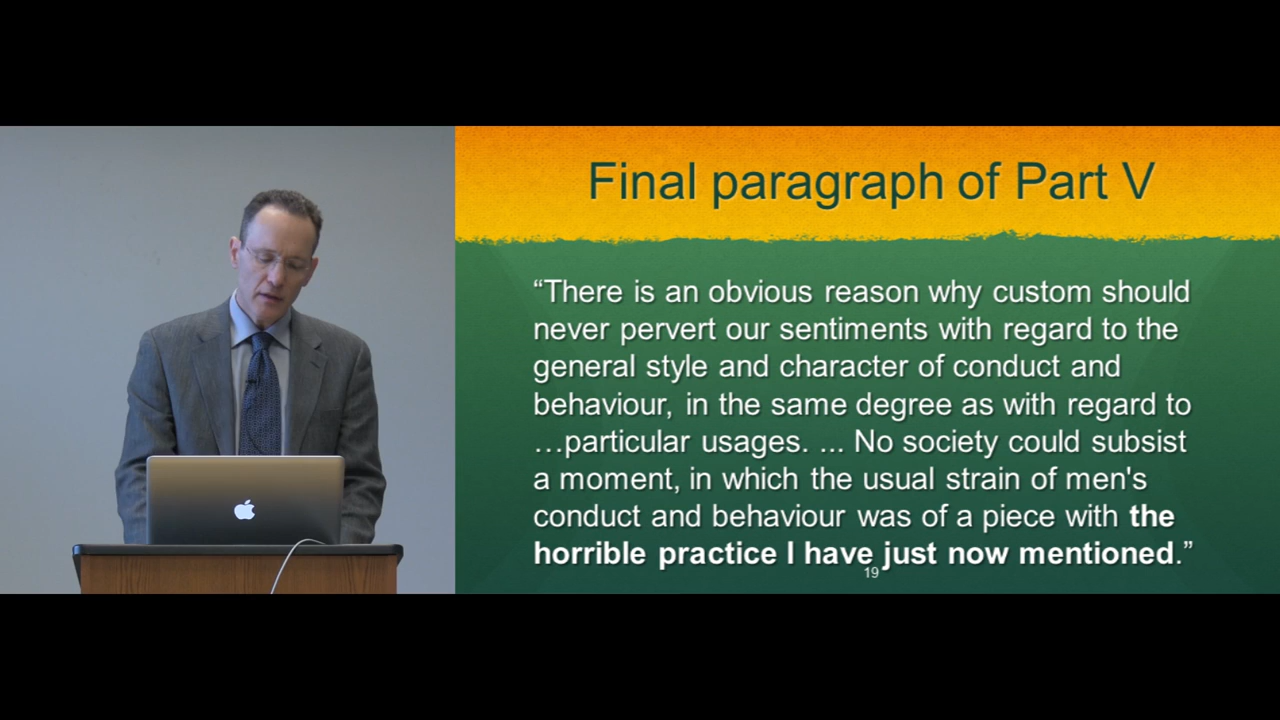 Final paragraph of Part V
“There is an obvious reason why custom should
never pervert our sentiments with regard to the
general style and character of conduct and
behaviour, in the same degree as with regard to
…particular usages. ... No society could subsist
a moment, in which the usual strain of men's
conduct and behaviour was of a piece with the
horrible practice I have just now mentioned.”
19